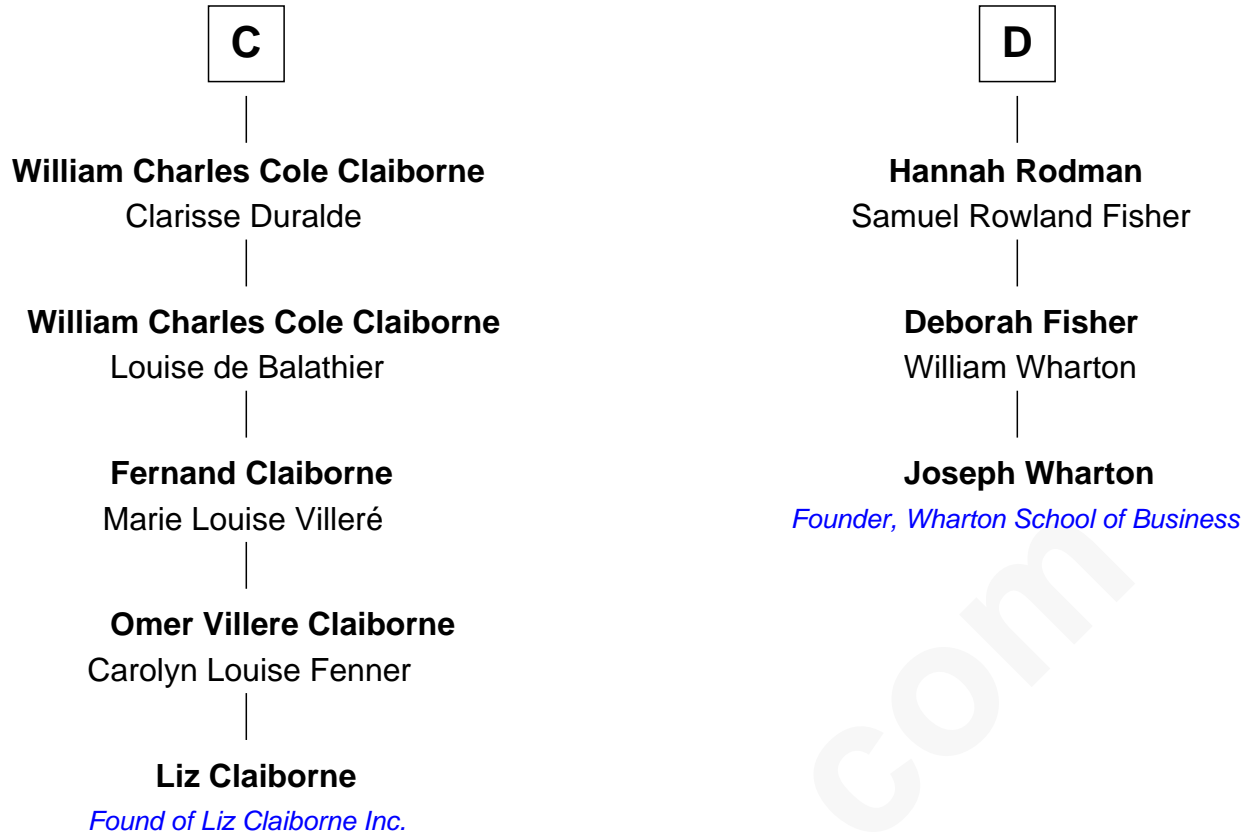 C
William Charles Cole Claiborne
Clarisse Duralde
William Charles Cole Claiborne
Louise de Balathier
Fernand Claiborne
Marie Louise Villeré
Omer Villere Claiborne
Carolyn Louise Fenner
Liz Claiborne
Found of Liz Claiborne Inc.
D
Hannah Rodman
Samuel Rowland Fisher
Deborah Fisher
William Wharton
Joseph Wharton
Founder, Wharton School of Business
com